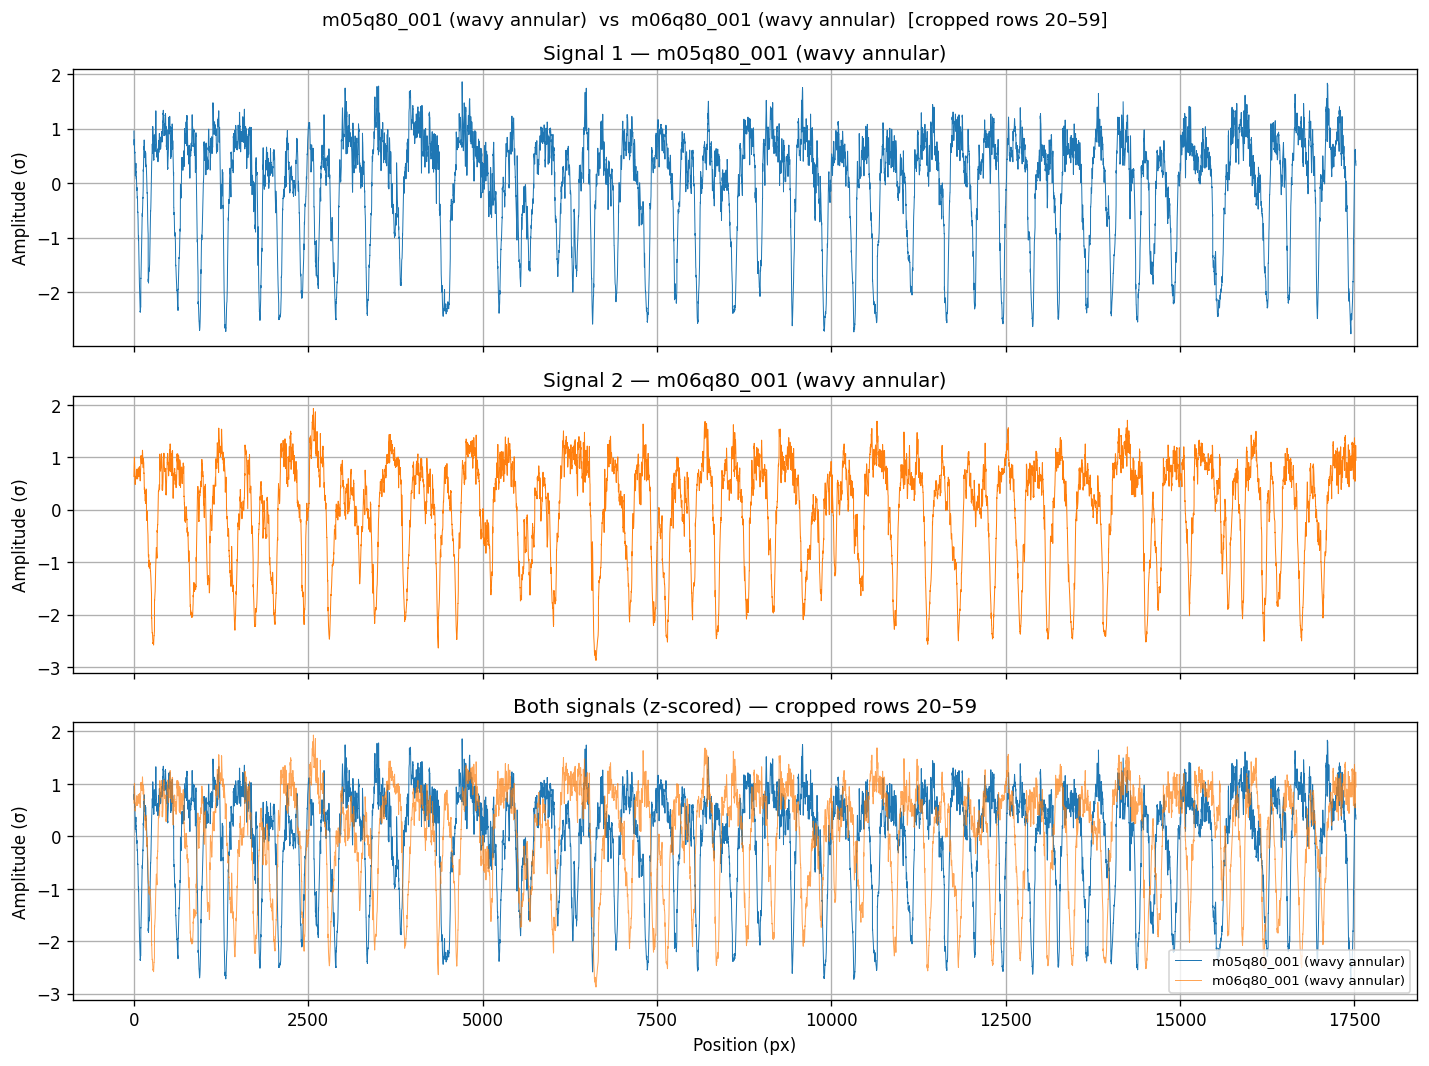 m05q80_001 (wavy annular)  vs  m06q80_001 (wavy annular)  [cropped rows 20–59]
Signal 1 — m05q80_001 (wavy annular)
2
1
0
−1
−2
Amplitude (σ)
Signal 2 — m06q80_001 (wavy annular)
2
1
0
−1
−2
−3
Amplitude (σ)
Both signals (z-scored) — cropped rows 20–59
2
1
0
−1
−2
−3
Amplitude (σ)
m05q80_001 (wavy annular)
m06q80_001 (wavy annular)
0 2500 5000 7500 10000 12500 15000 17500
Position (px)